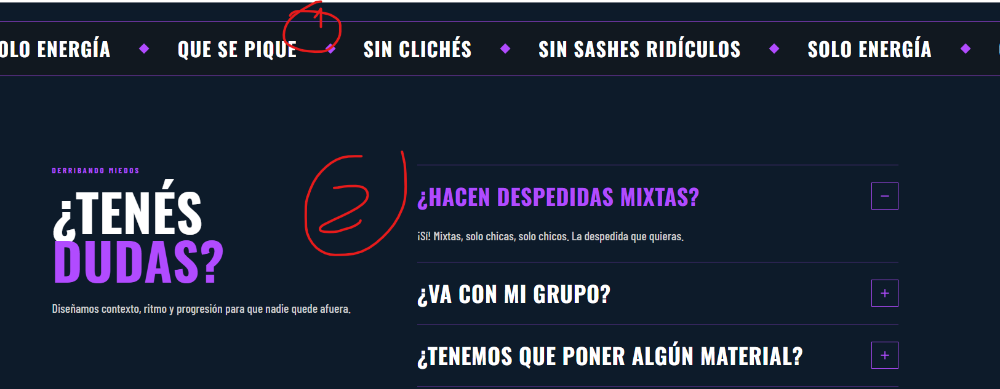 1
OLO ENERGÍA ◆ QUE SE PIQUE ◆ SIN CLICHÉS ◆ SIN SASHES RIDÍCULOS ◆ SOLO ENERGÍA ◆
2
DERRIBANDO MIEDOS
¿TENÉS
DUDAS?
Diseñamos contexto, ritmo y progresión para que nadie quede afuera.
¿HACEN DESPEDIDAS MIXTAS? −
¡Sí! Mixtas, solo chicas, solo chicos. La despedida que quieras.
¿VA CON MI GRUPO? +
¿TENEMOS QUE PONER ALGÚN MATERIAL? +